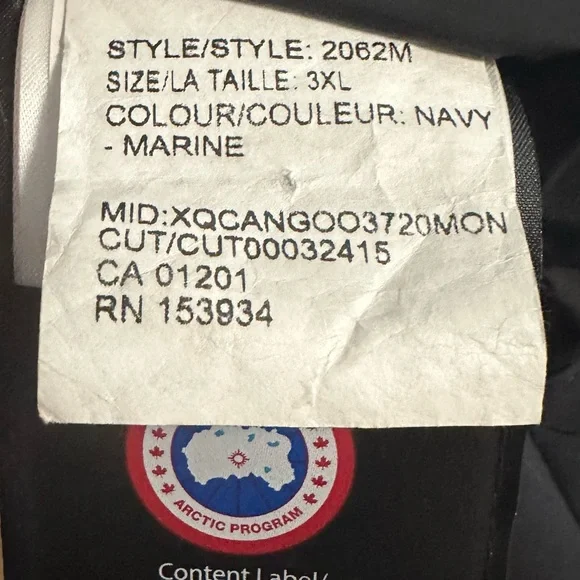 STYLE/STYLE: 2062M
SIZE/LA TAILLE: 3XL
COLOUR/COULEUR: NAVY
- MARINE
MID:XQCANGOO3720MON
CUT/CUT00032415
CA 01201
RN 153934
ARCTIC PROGRAM
Content Label/